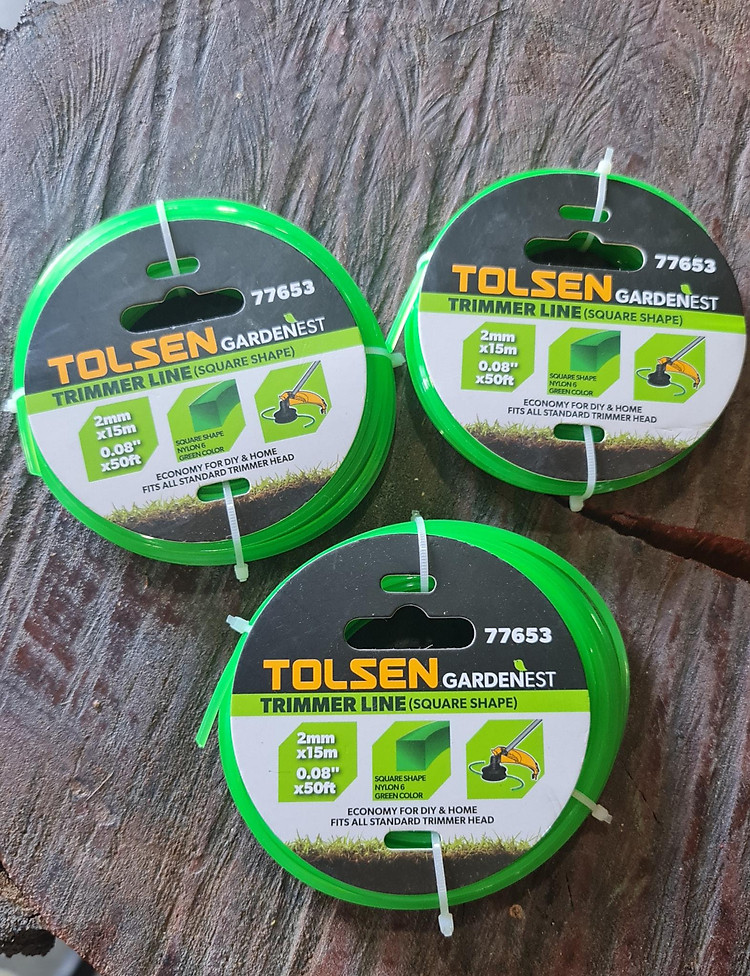 77653
TOLSEN GARDENEST
TRIMMER LINE (SQUARE SHAPE)
2mm
x15m
0.08"
x50ft
SQUARE SHAPE
NYLON 6
GREEN COLOR
ECONOMY FOR DIY & HOME
FITS ALL STANDARD TRIMMER HEAD
77653
TOLSEN GARDENEST
TRIMMER LINE (SQUARE SHAPE)
2mm
x15m
0.08"
x50ft
SQUARE SHAPE
NYLON 6
GREEN COLOR
ECONOMY FOR DIY & HOME
FITS ALL STANDARD TRIMMER HEAD
77653
TOLSEN GARDENEST
TRIMMER LINE (SQUARE SHAPE)
2mm
x15m
0.08"
x50ft
SQUARE SHAPE
NYLON 6
GREEN COLOR
ECONOMY FOR DIY & HOME
FITS ALL STANDARD TRIMMER HEAD